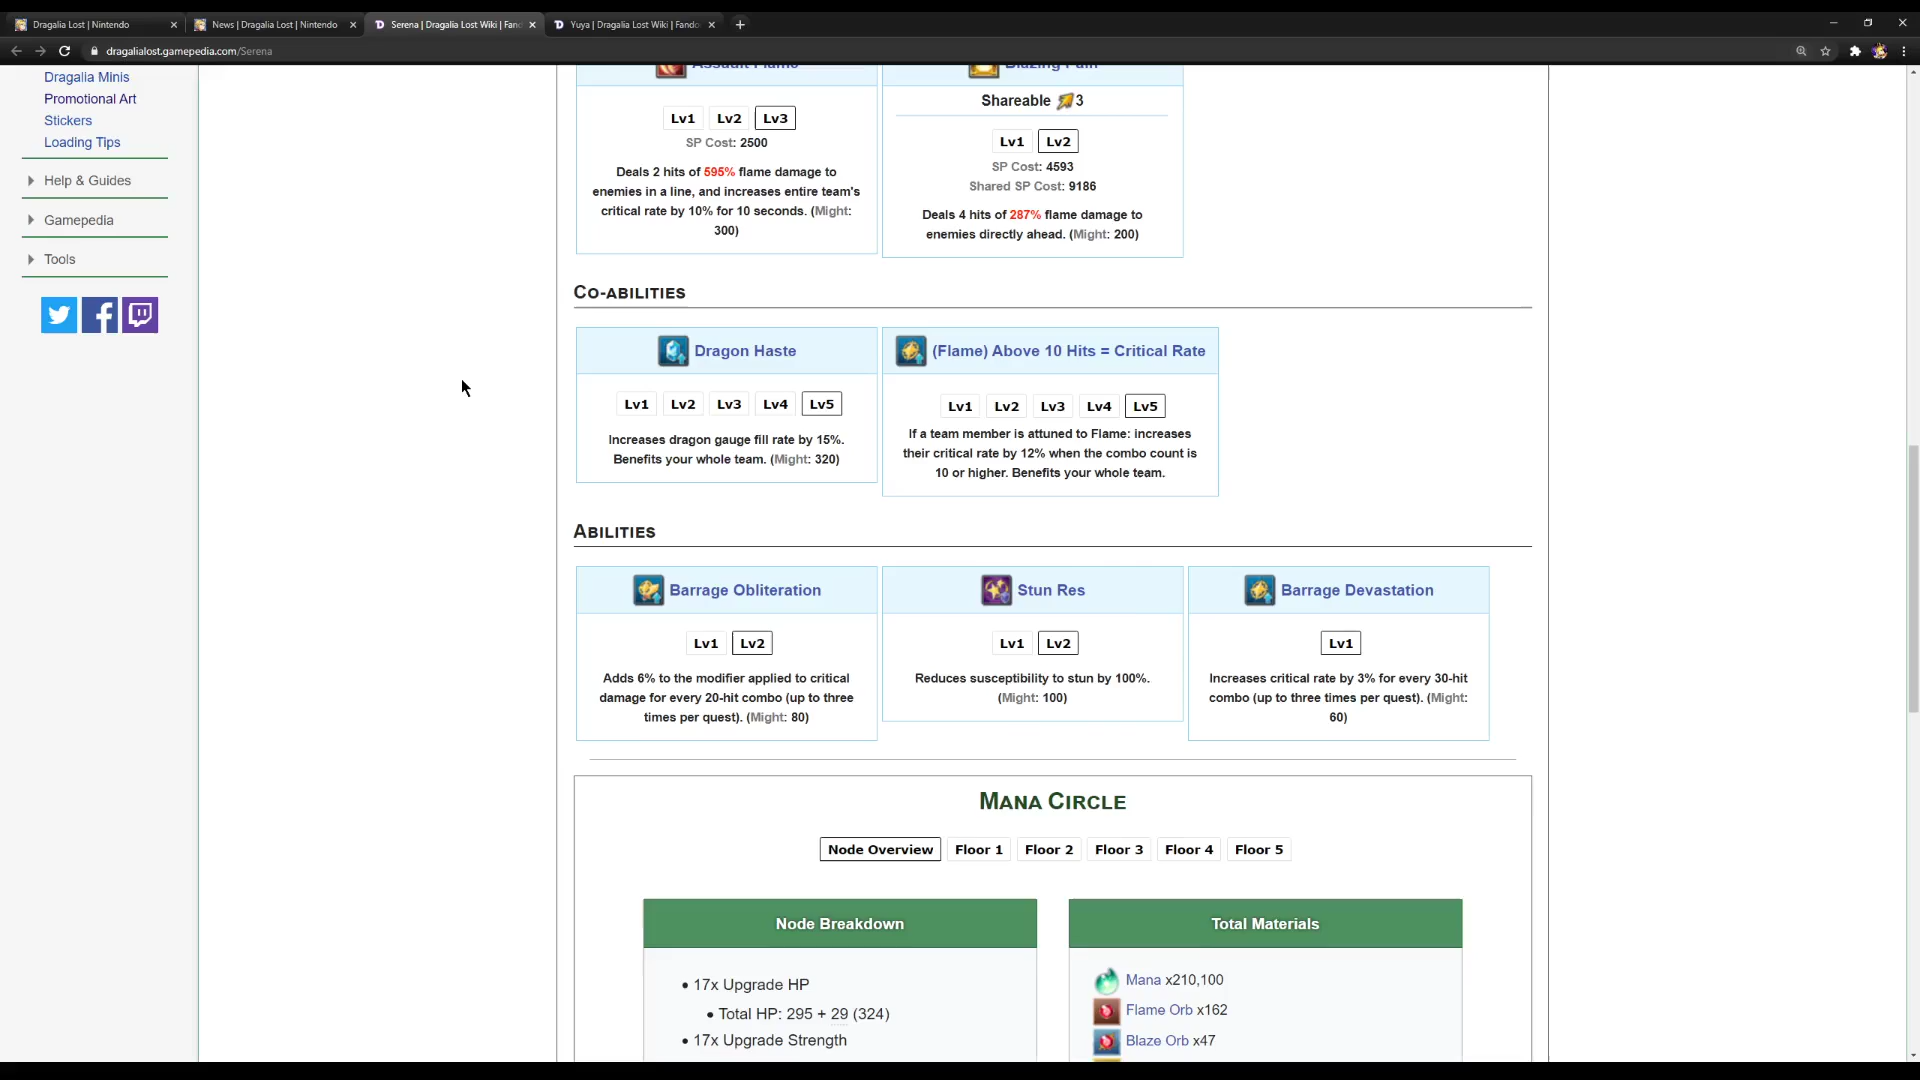 Dragalia Lost | Nintendo
News | Dragalia Lost | Nintendo
Serena | Dragalia Lost Wiki | Fand
Yuya | Dragalia Lost Wiki | Fando
dragalialost.gamepedia.com/Serena
Dragalia Minis
Promotional Art
Stickers
Loading Tips
Help & Guides
Gamepedia
Tools
Assault Flame
Lv1 Lv2 Lv3
SP Cost: 2500
Deals 2 hits of 595% flame damage to
enemies in a line, and increases entire team's
critical rate by 10% for 10 seconds. (Might:
300)
Shareable 3
Lv1 Lv2
SP Cost: 4593
Shared SP Cost: 9186
Deals 4 hits of 287% flame damage to
enemies directly ahead. (Might: 200)
Co-abilities
Dragon Haste
Lv1 Lv2 Lv3 Lv4 Lv5
Increases dragon gauge fill rate by 15%.
Benefits your whole team. (Might: 320)
(Flame) Above 10 Hits = Critical Rate
Lv1 Lv2 Lv3 Lv4 Lv5
If a team member is attuned to Flame: increases
their critical rate by 12% when the combo count is
10 or higher. Benefits your whole team.
Abilities
Barrage Obliteration
Lv1 Lv2
Adds 6% to the modifier applied to critical
damage for every 20-hit combo (up to three
times per quest). (Might: 80)
Stun Res
Lv1 Lv2
Reduces susceptibility to stun by 100%.
(Might: 100)
Barrage Devastation
Lv1
Increases critical rate by 3% for every 30-hit
combo (up to three times per quest). (Might:
60)
Mana Circle
Node Overview Floor 1 Floor 2 Floor 3 Floor 4 Floor 5
Node Breakdown
• 17x Upgrade HP
• Total HP: 295 + 29 (324)
• 17x Upgrade Strength
Total Materials
Mana x210,100
Flame Orb x162
Blaze Orb x47